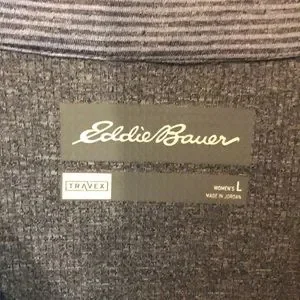 Eddie Bauer
TRAVEX
WOMEN'S L
MADE IN JORDAN